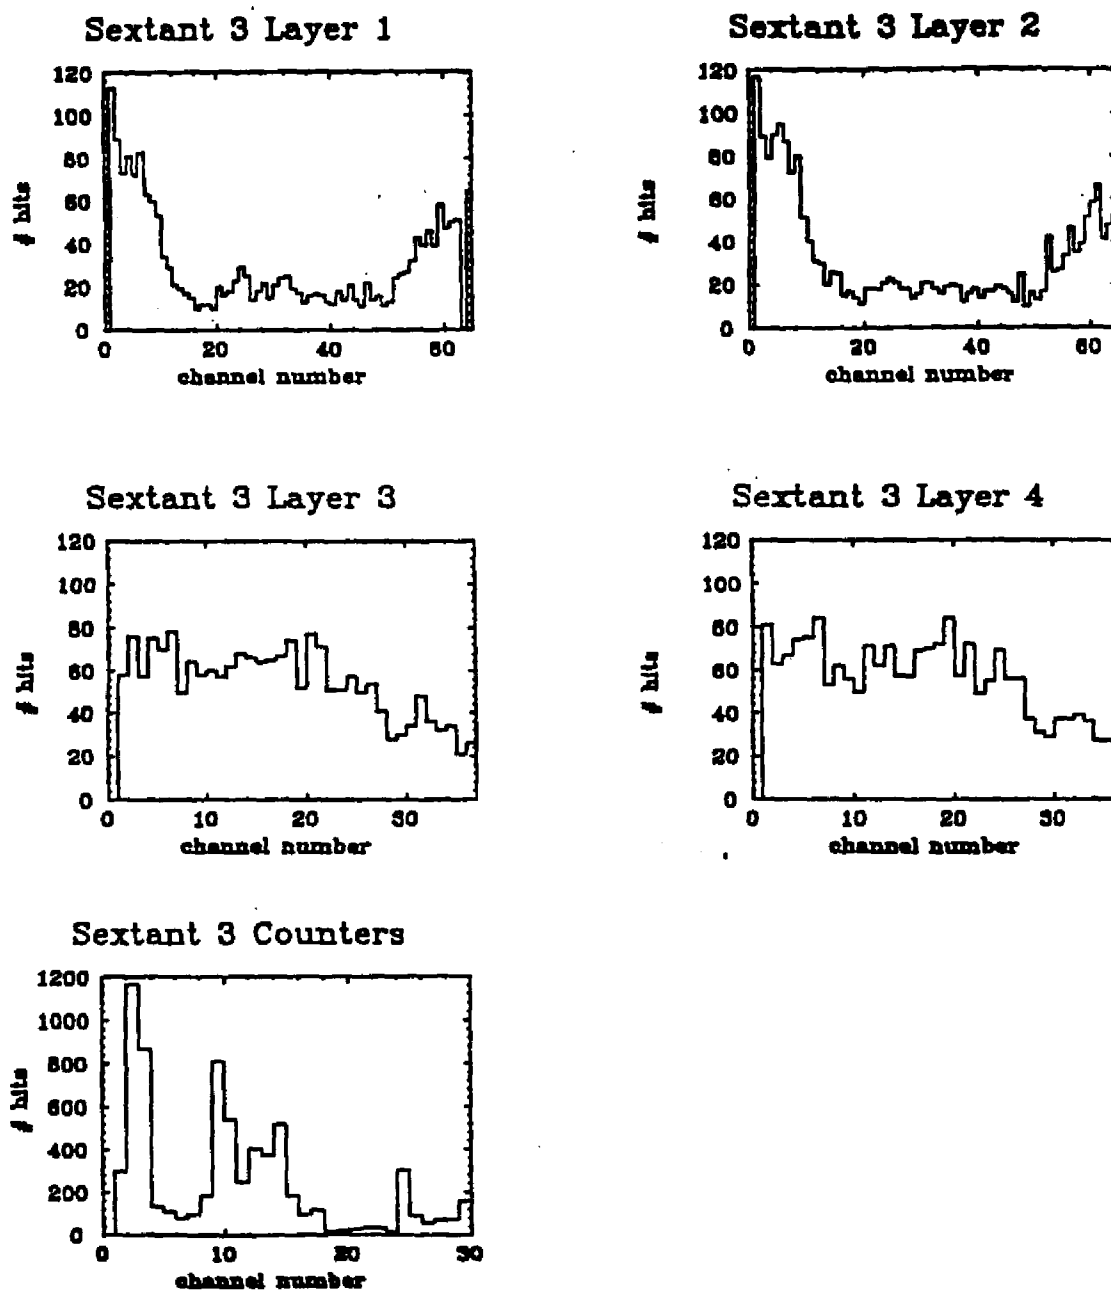 Sextant 3 Layer 1
120
100
80
60
40
20
0
# hits
0 20 40 60
channel number
Sextant 3 Layer 2
120
100
80
60
40
20
0
# hits
0 20 40 60
channel number
Sextant 3 Layer 3
120
100
80
60
40
20
0
# hits
0 10 20 30
channel number
Sextant 3 Layer 4
120
100
80
60
40
20
0
# hits
0 10 20 30
channel number
Sextant 3 Counters
1200
1000
800
600
400
200
0
# hits
0 10 20 30
channel number